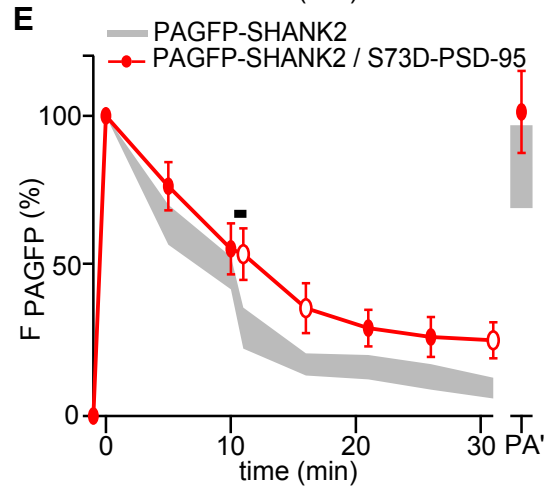 E
PAGFP-SHANK2
PAGFP-SHANK2 / S73D-PSD-95
F PAGFP (%)
100
50
0
0 10 20 30 PA'
time (min)